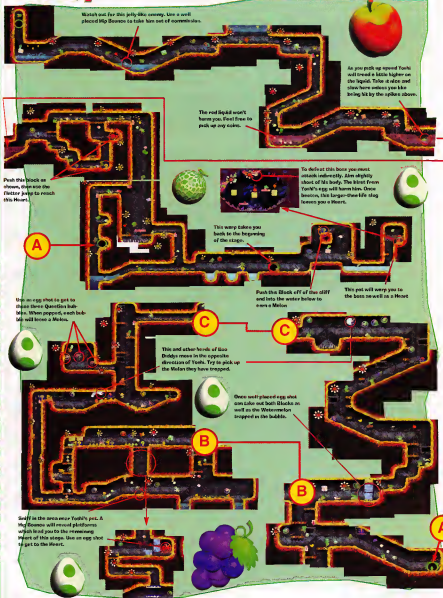 Watch out for this jelly-like enemy. Use a well
placed Hip Bounce to take him out of commission.
As you pick up speed Yoshi
will tread a little higher on
the liquid. Take it nice and
slow here unless you like
being hit by the spikes above.
The red liquid won't
harm you. Feel free to
pick up any coins.
Push this block as
shown, then use the
flutter jump to reach
this Heart.
To defeat this boss you must
attack indirectly. Aim slightly
short of his body. The blast from
Yoshi's egg will harm him. Once
beaten, this larger-than-life slug
leaves you a Heart.
A
This warp takes you
back to the beginning
of the stage.
Push this Block off of the cliff
and into the water below to
earn a Melon
This pot will warp you to
the boss as well as a Heart
Use an egg shot to get to
these three Question bub-
bles. When popped, each bub
ble will leave a Melon.
C
C
This and other herds of Goo
Daddys move in the opposite
direction of Yoshi. Try to pick up
the Melon they have trapped.
One well placed egg shot
can take out both Blocks as
well as the Watermelon
trapped in the bubble.
B
B
Sniff in the area near Yoshi's pot. A
Hip Bounce will reveal platforms
which lead you to the remaining
Heart of this stage. Use an egg shot
to get to the Heart.
A